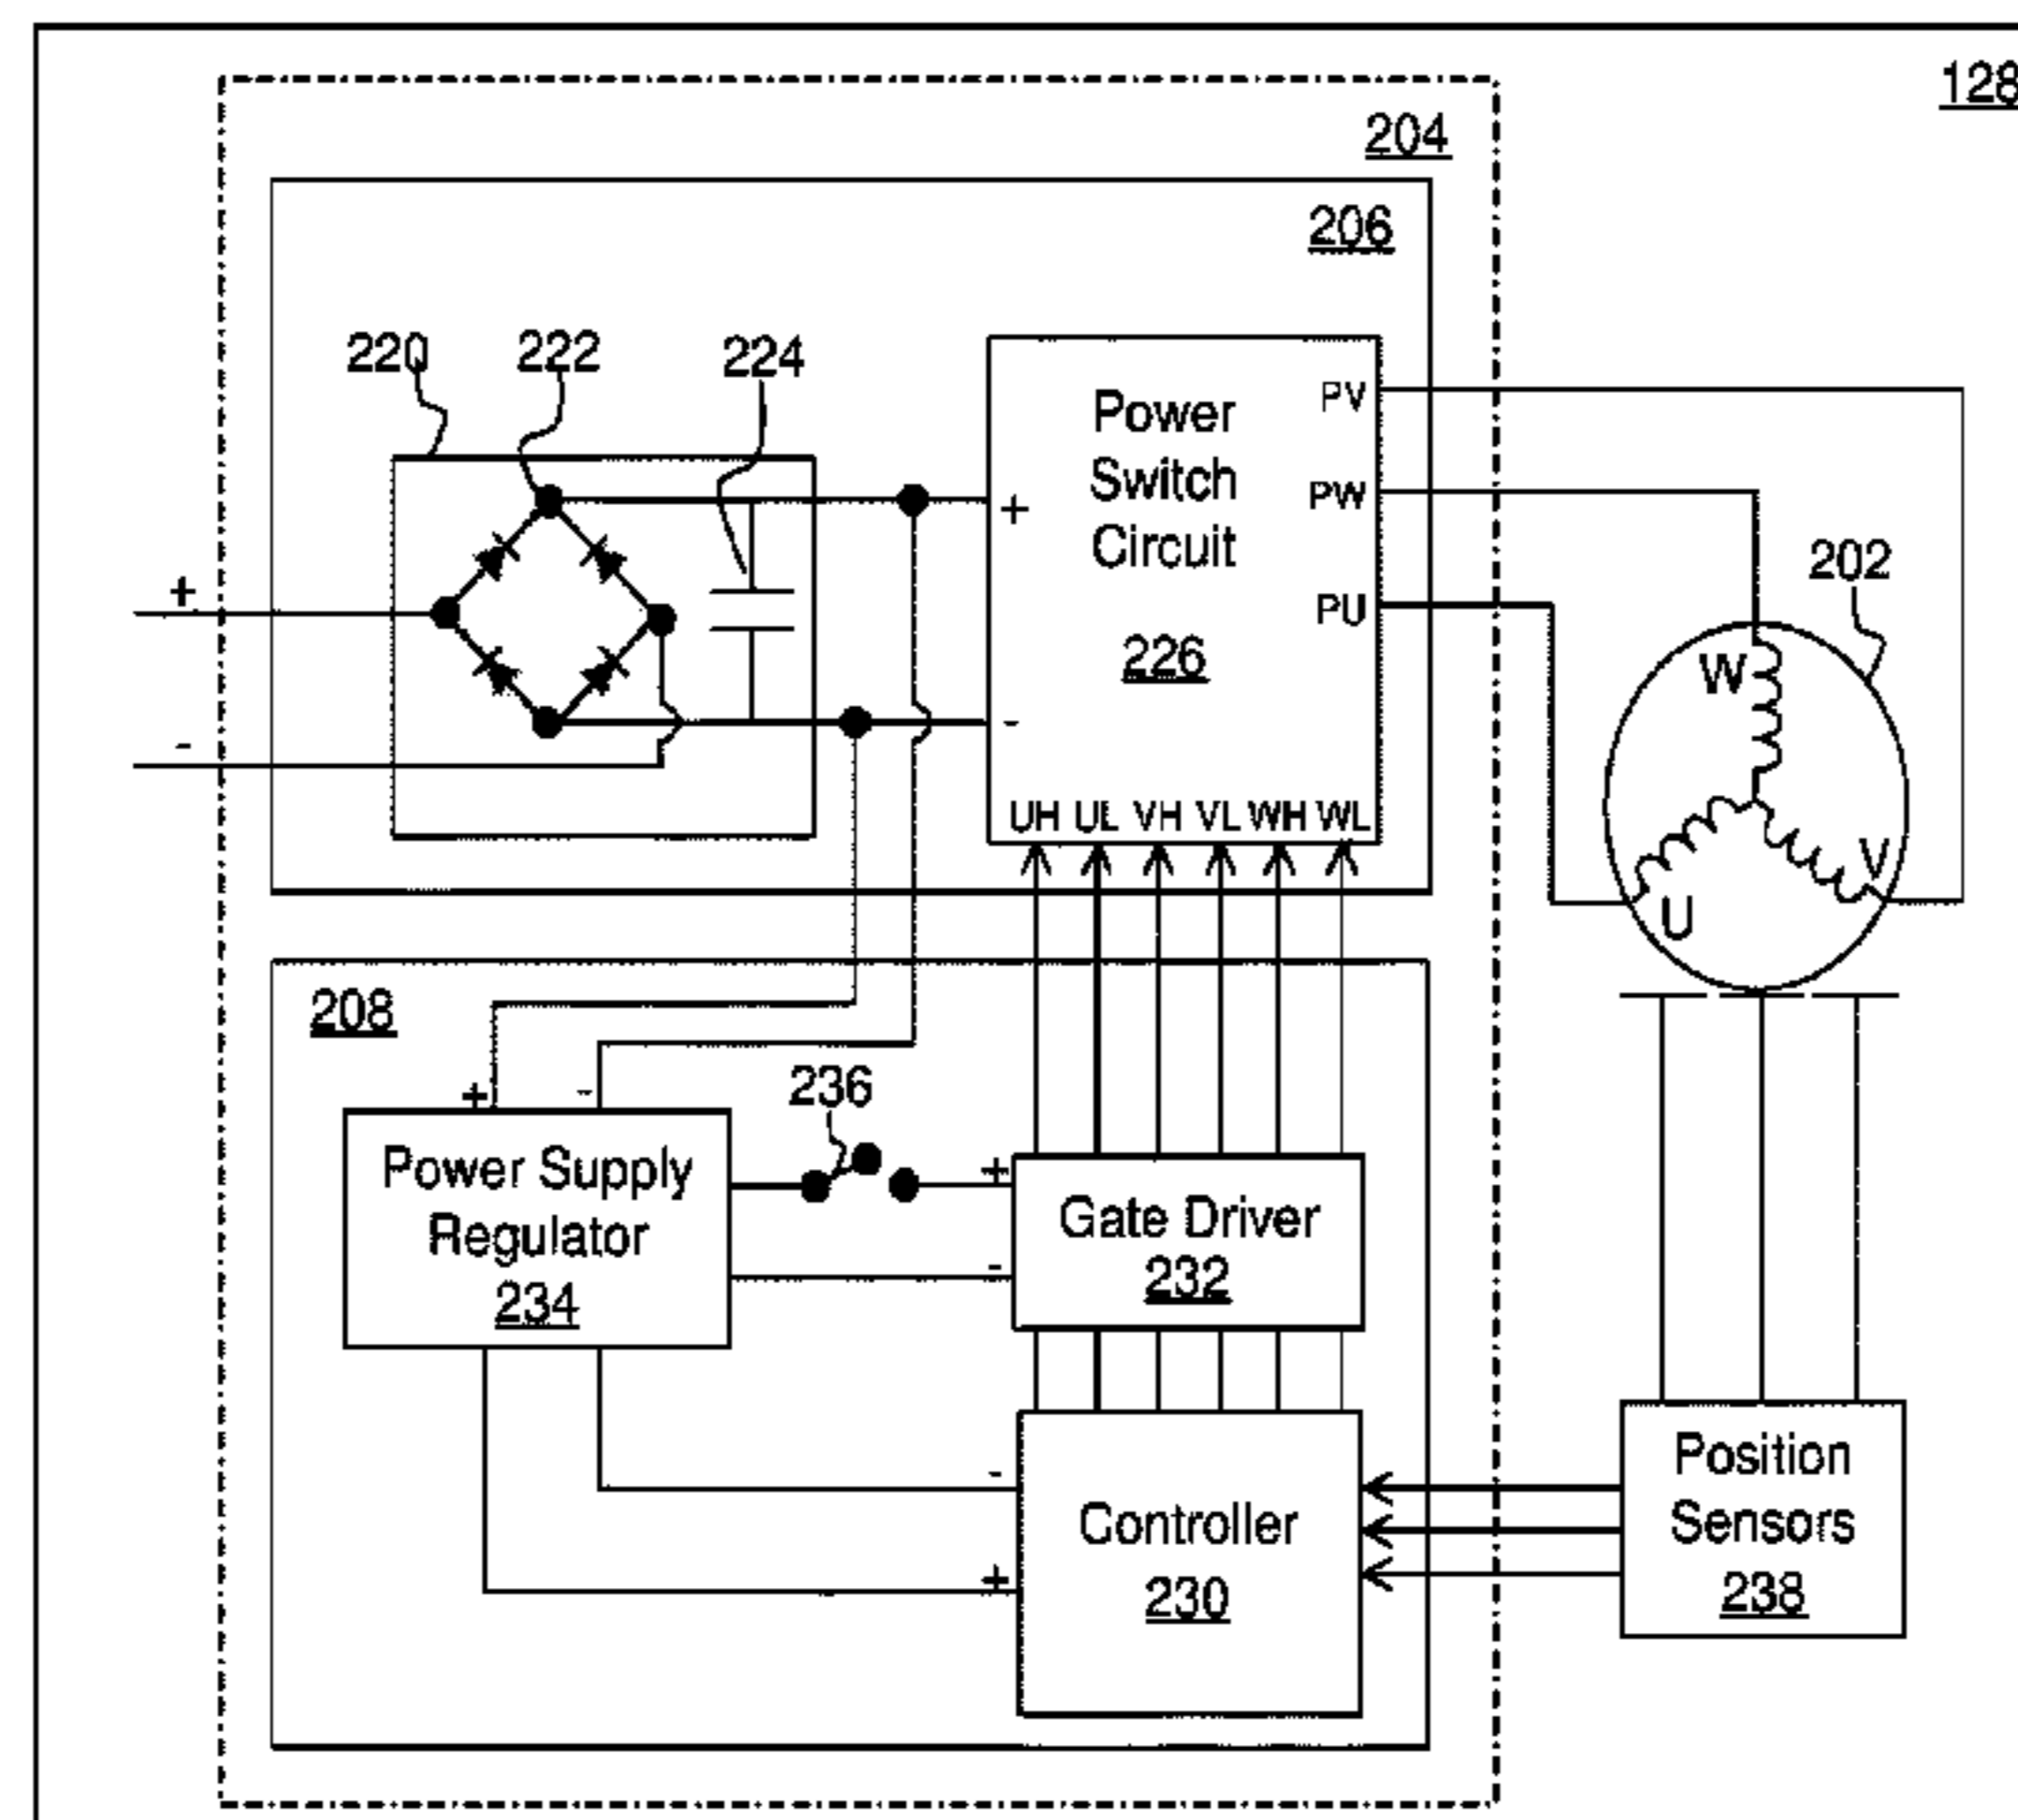 128
204
206
220 222 224
Power
Switch
Circuit
226
+
-
PV
PW
PU
UH UL VH VL WH WL
+
-
202
W
V
U
208
+ -
236
Power Supply
Regulator
234
+
-
Gate Driver
232
-
+
Controller
230
Position
Sensors
238